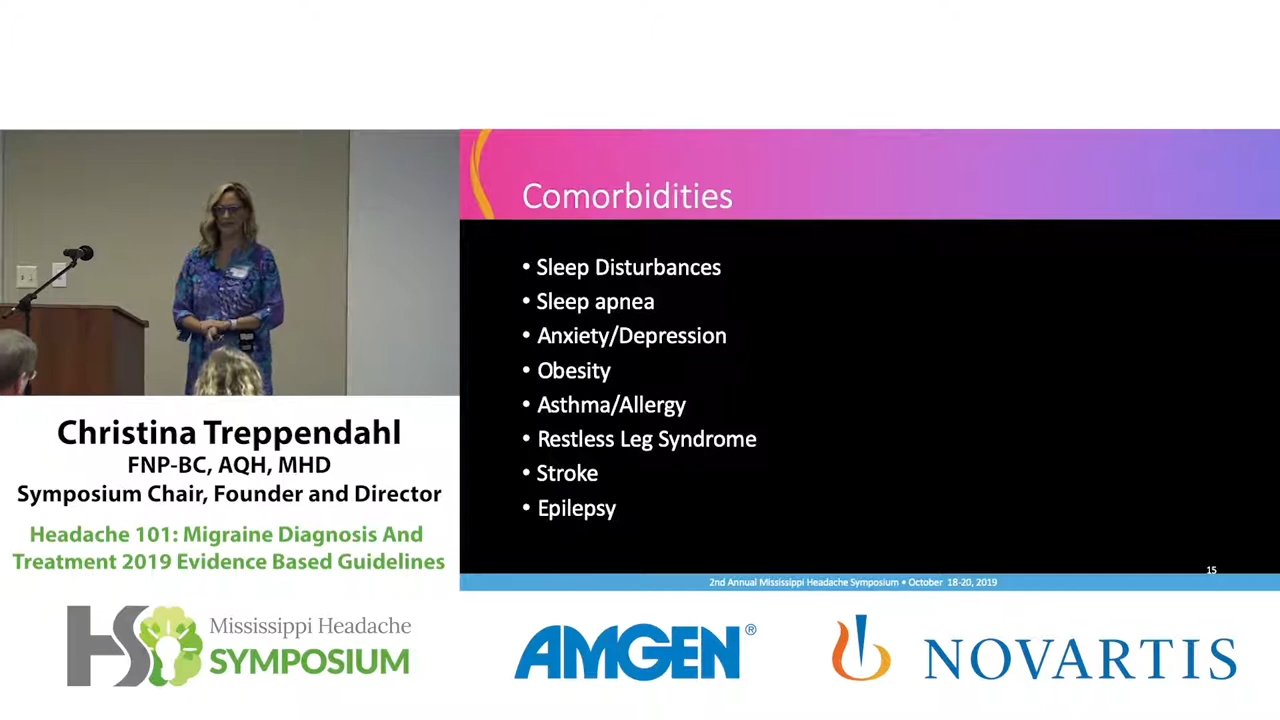 Comorbidities
• Sleep Disturbances
• Sleep apnea
• Anxiety/Depression
• Obesity
• Asthma/Allergy
• Restless Leg Syndrome
• Stroke
• Epilepsy
15
2nd Annual Mississippi Headache Symposium • October 18-20, 2019
Christina Treppendahl
FNP-BC, AQH, MHD
Symposium Chair, Founder and Director
Headache 101: Migraine Diagnosis And
Treatment 2019 Evidence Based Guidelines
HS
Mississippi Headache
SYMPOSIUM
AMGEN®
NOVARTIS